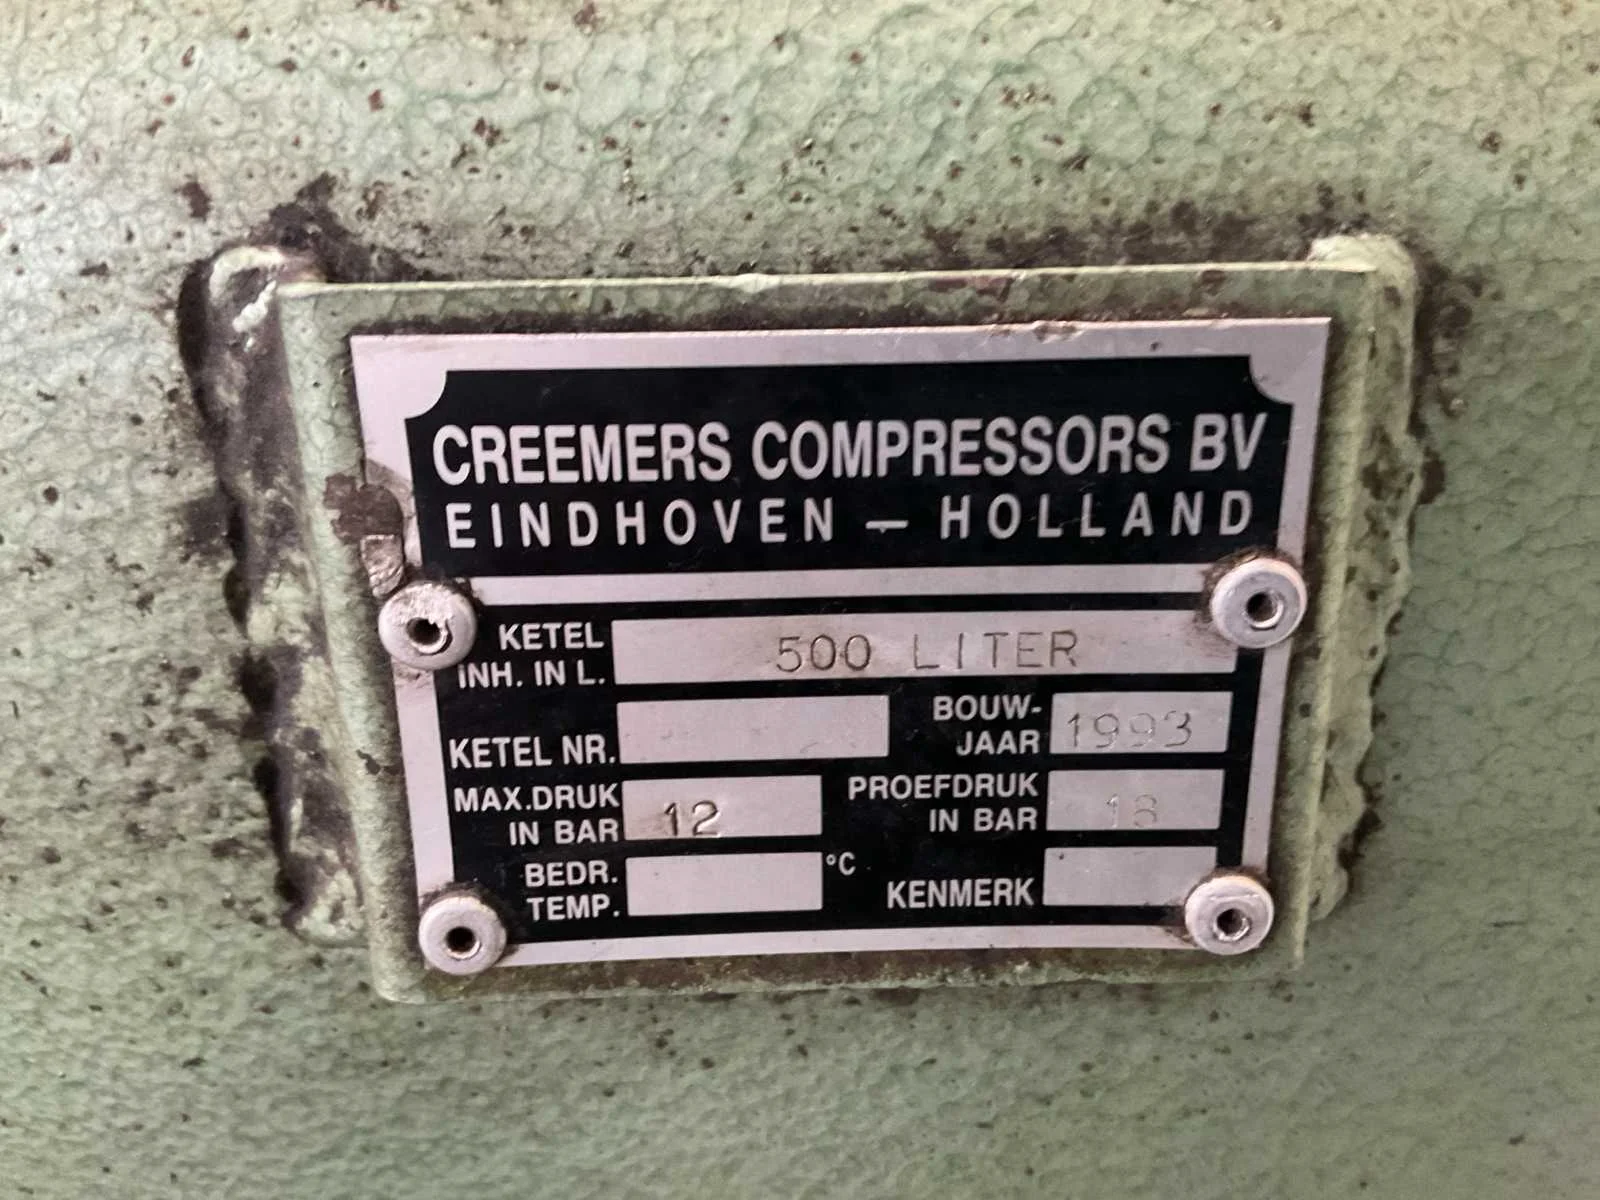 CREEMERS COMPRESSORS BV
EINDHOVEN — HOLLAND
KETEL
INH. IN L. 500 LITER
KETEL NR.
BOUW-
JAAR 1993
MAX.DRUK
IN BAR 12
PROEFDRUK
IN BAR 18
BEDR.
TEMP. °C
KENMERK